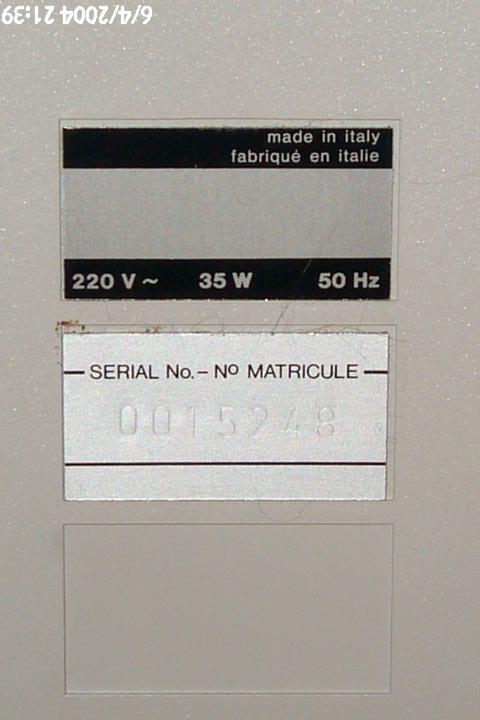 6/4/2004 21:39
made in italy
fabriqué en italie
220 V ~ 35 W 50 Hz
SERIAL No. – Nº MATRICULE
0015248